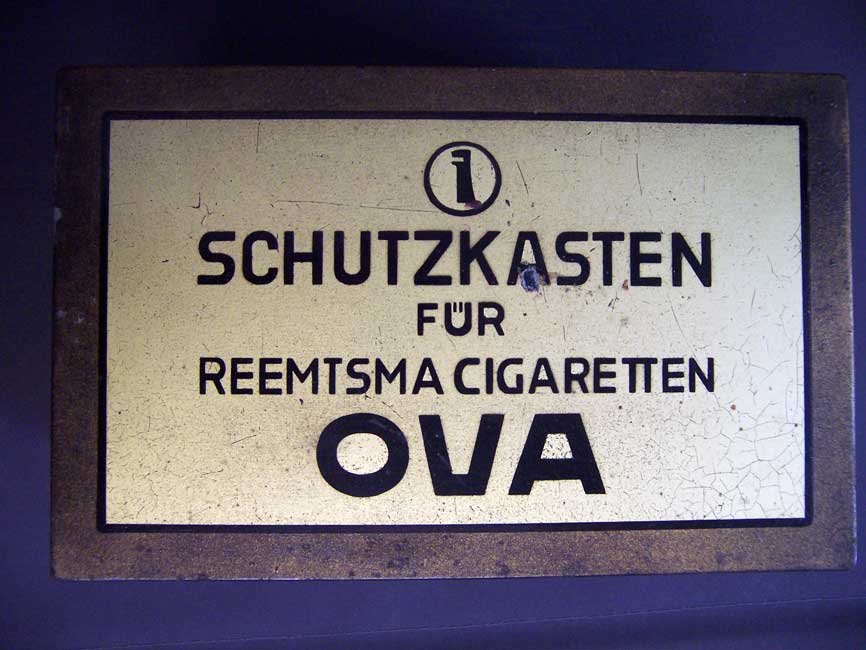 SCHUTZKASTEN
FÜR
REEMTSMA CIGARETTEN
OVA